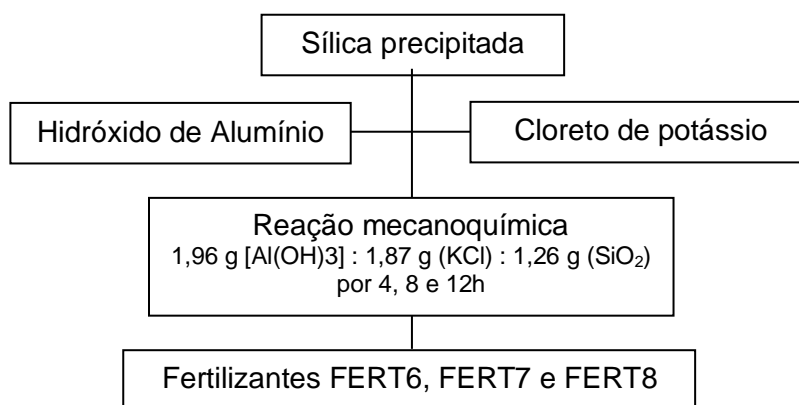 Sílica precipitada
Hidróxido de Alumínio
Cloreto de potássio
Reação mecanoquímica
1,96 g [Al(OH)3] : 1,87 g (KCl) : 1,26 g (SiO₂)
por 4, 8 e 12h
Fertilizantes FERT6, FERT7 e FERT8